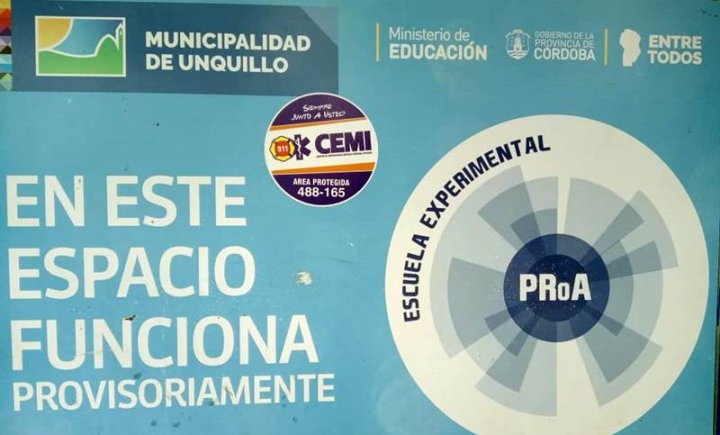 MUNICIPALIDAD
DE UNQUILLO
Ministerio de
EDUCACIÓN
GOBIERNO DE LA
PROVINCIA DE
CÓRDOBA
ENTRE
TODOS
SIEMPRE
JUNTO A USTED
911
CEMI
AREA PROTEGIDA
488-165
EN ESTE
ESPACIO
FUNCIONA
PROVISORIAMENTE
ESCUELA EXPERIMENTAL
PRoA